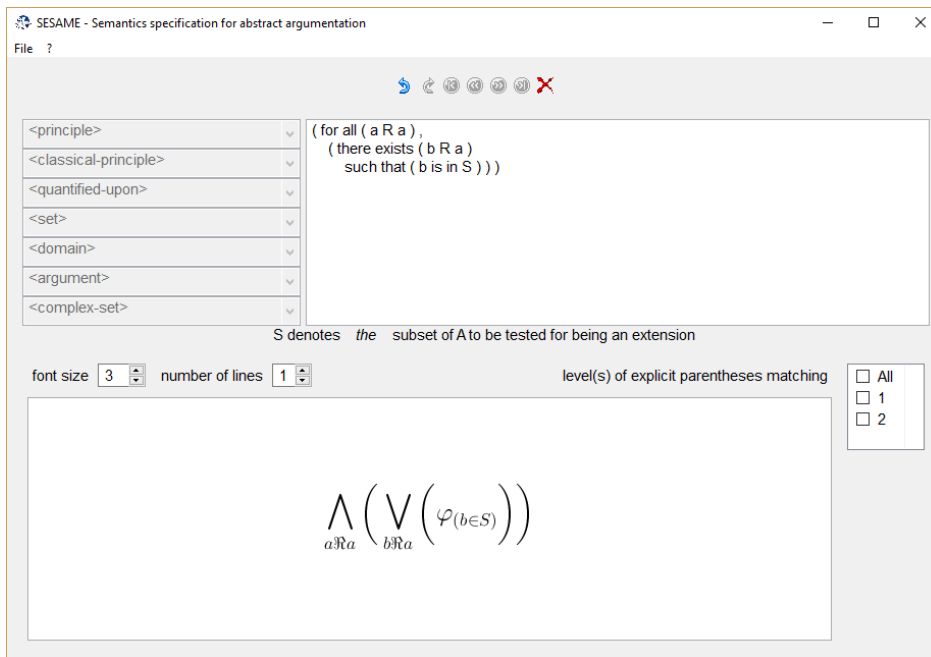 SESAME - Semantics specification for abstract argumentation
File ?
<principle>
<classical-principle>
<quantified-upon>
<set>
<domain>
<argument>
<complex-set>
( for all ( a R a ) ,
( there exists ( b R a )
such that ( b is in S ) ) )
S denotes the subset of A to be tested for being an extension
font size 3 number of lines 1 level(s) of explicit parentheses matching
All
1
2
⋀ ( ⋁ ( φ(b∈S) ) )
aℜa bℜa